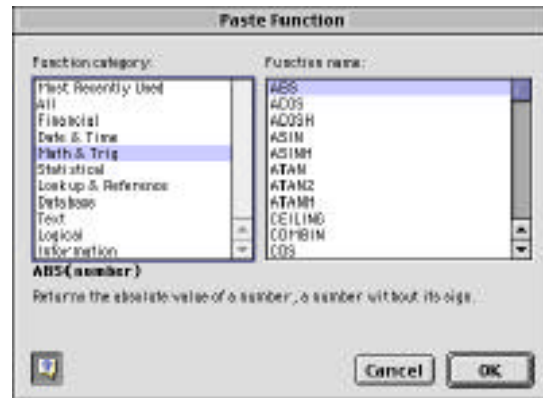 Paste Function
Function category:
Function name:
Most Recently Used
All
Financial
Date & Time
Math & Trig
Statistical
Lookup & Reference
Database
Text
Logical
Information
ABS
ACOS
ACOSH
ASIN
ASINH
ATAN
ATAN2
ATANH
CEILING
COMBIN
COS
ABS(number)
Returns the absolute value of a number, a number without its sign.
Cancel
OK